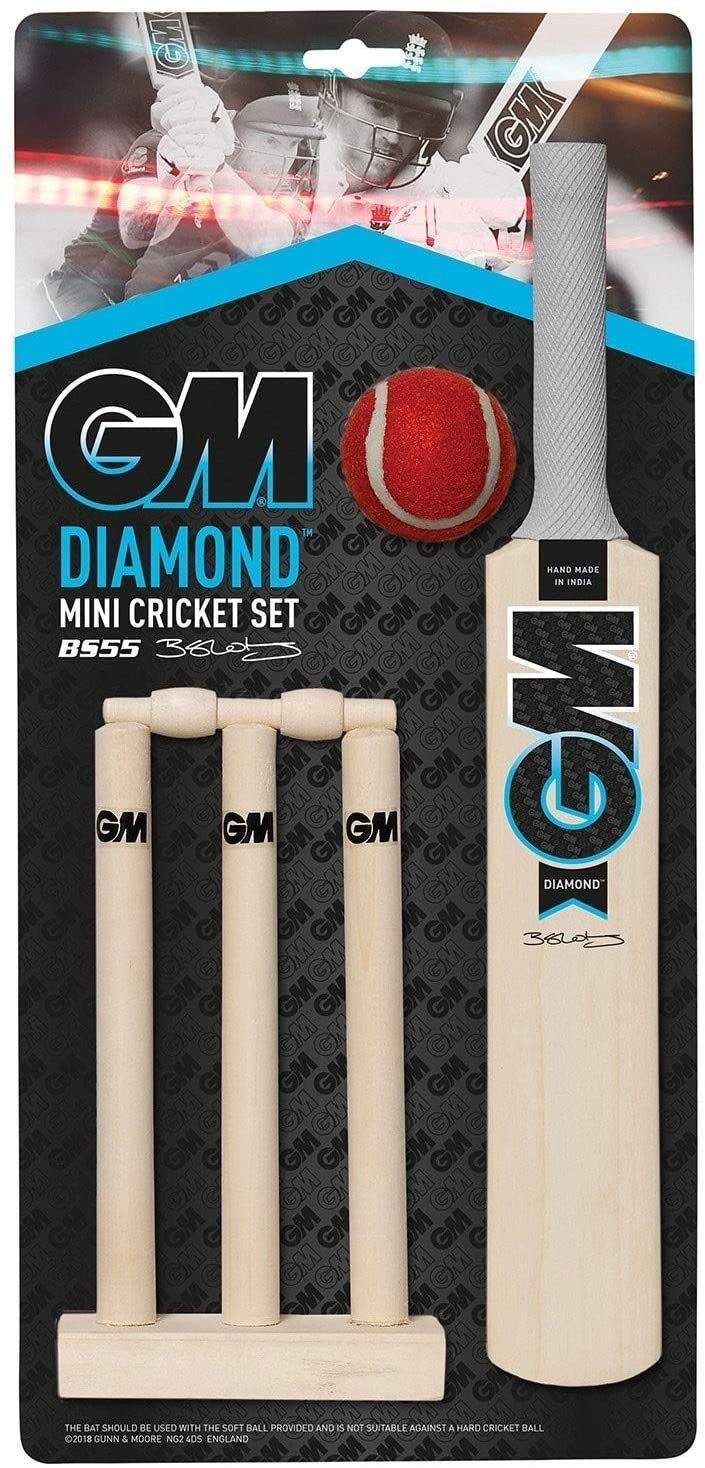 GM
GM
GM
DIAMOND™
MINI CRICKET SET
BS55
HAND MADE
IN INDIA
GM
DIAMOND™
GM GM GM
THE BAT SHOULD BE USED WITH THE SOFT BALL PROVIDED AND IS NOT SUITABLE AGAINST A HARD CRICKET BALL
©2018 GUNN & MOORE NG2 4DS ENGLAND